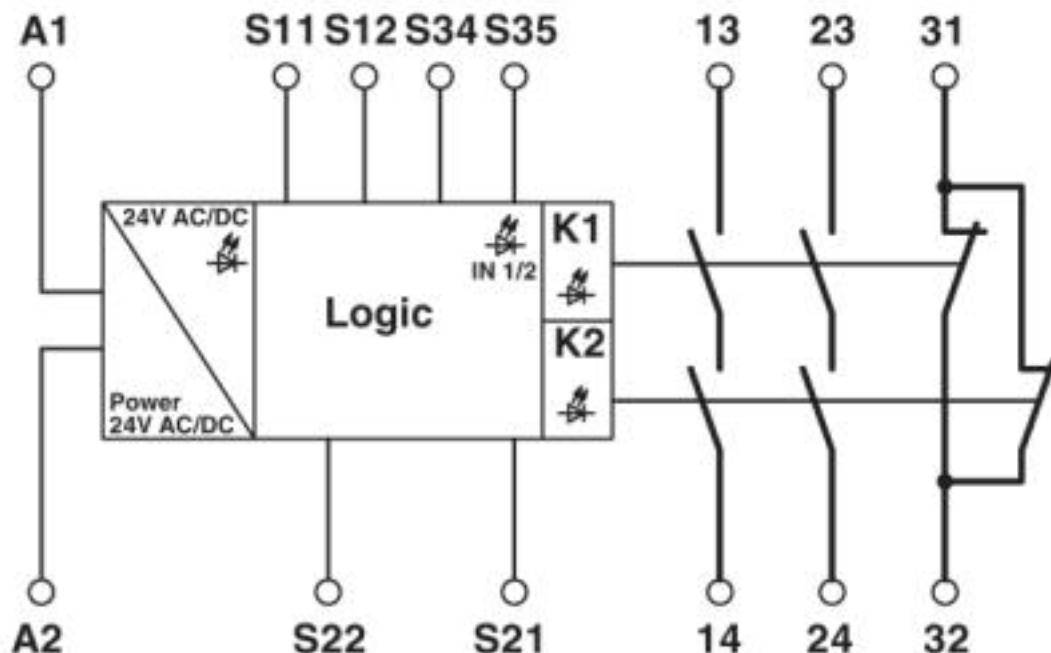 A1 S11 S12 S34 S35 13 23 31
24V AC/DC
K1
IN 1/2
Logic
K2
Power
24V AC/DC
A2 S22 S21 14 24 32